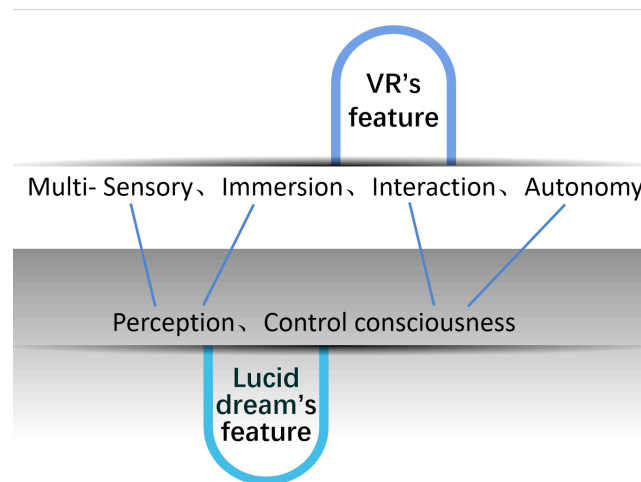 VR’s
feature
Multi- Sensory、Immersion、Interaction、Autonomy
Perception、Control consciousness
Lucid
dream’s
feature